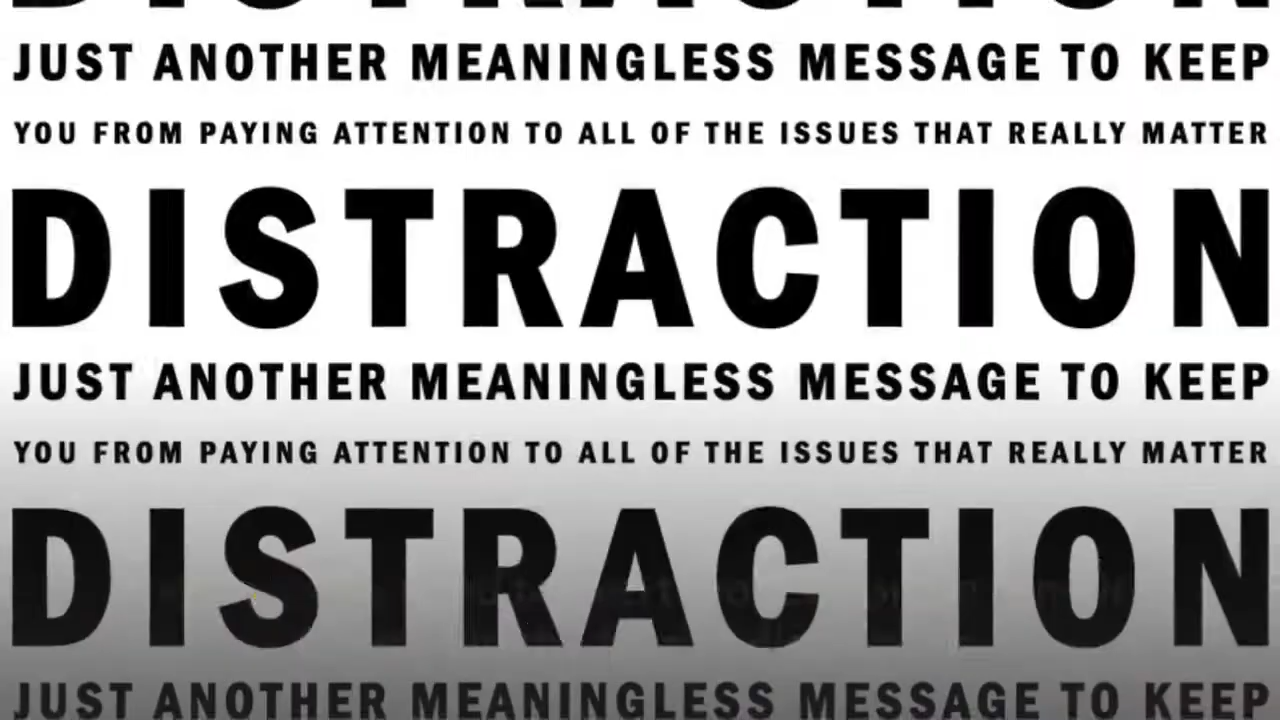 DISTRACTION
JUST ANOTHER MEANINGLESS MESSAGE TO KEEP
YOU FROM PAYING ATTENTION TO ALL OF THE ISSUES THAT REALLY MATTER
DISTRACTION
JUST ANOTHER MEANINGLESS MESSAGE TO KEEP
YOU FROM PAYING ATTENTION TO ALL OF THE ISSUES THAT REALLY MATTER
DISTRACTION
JUST ANOTHER MEANINGLESS MESSAGE TO KEEP